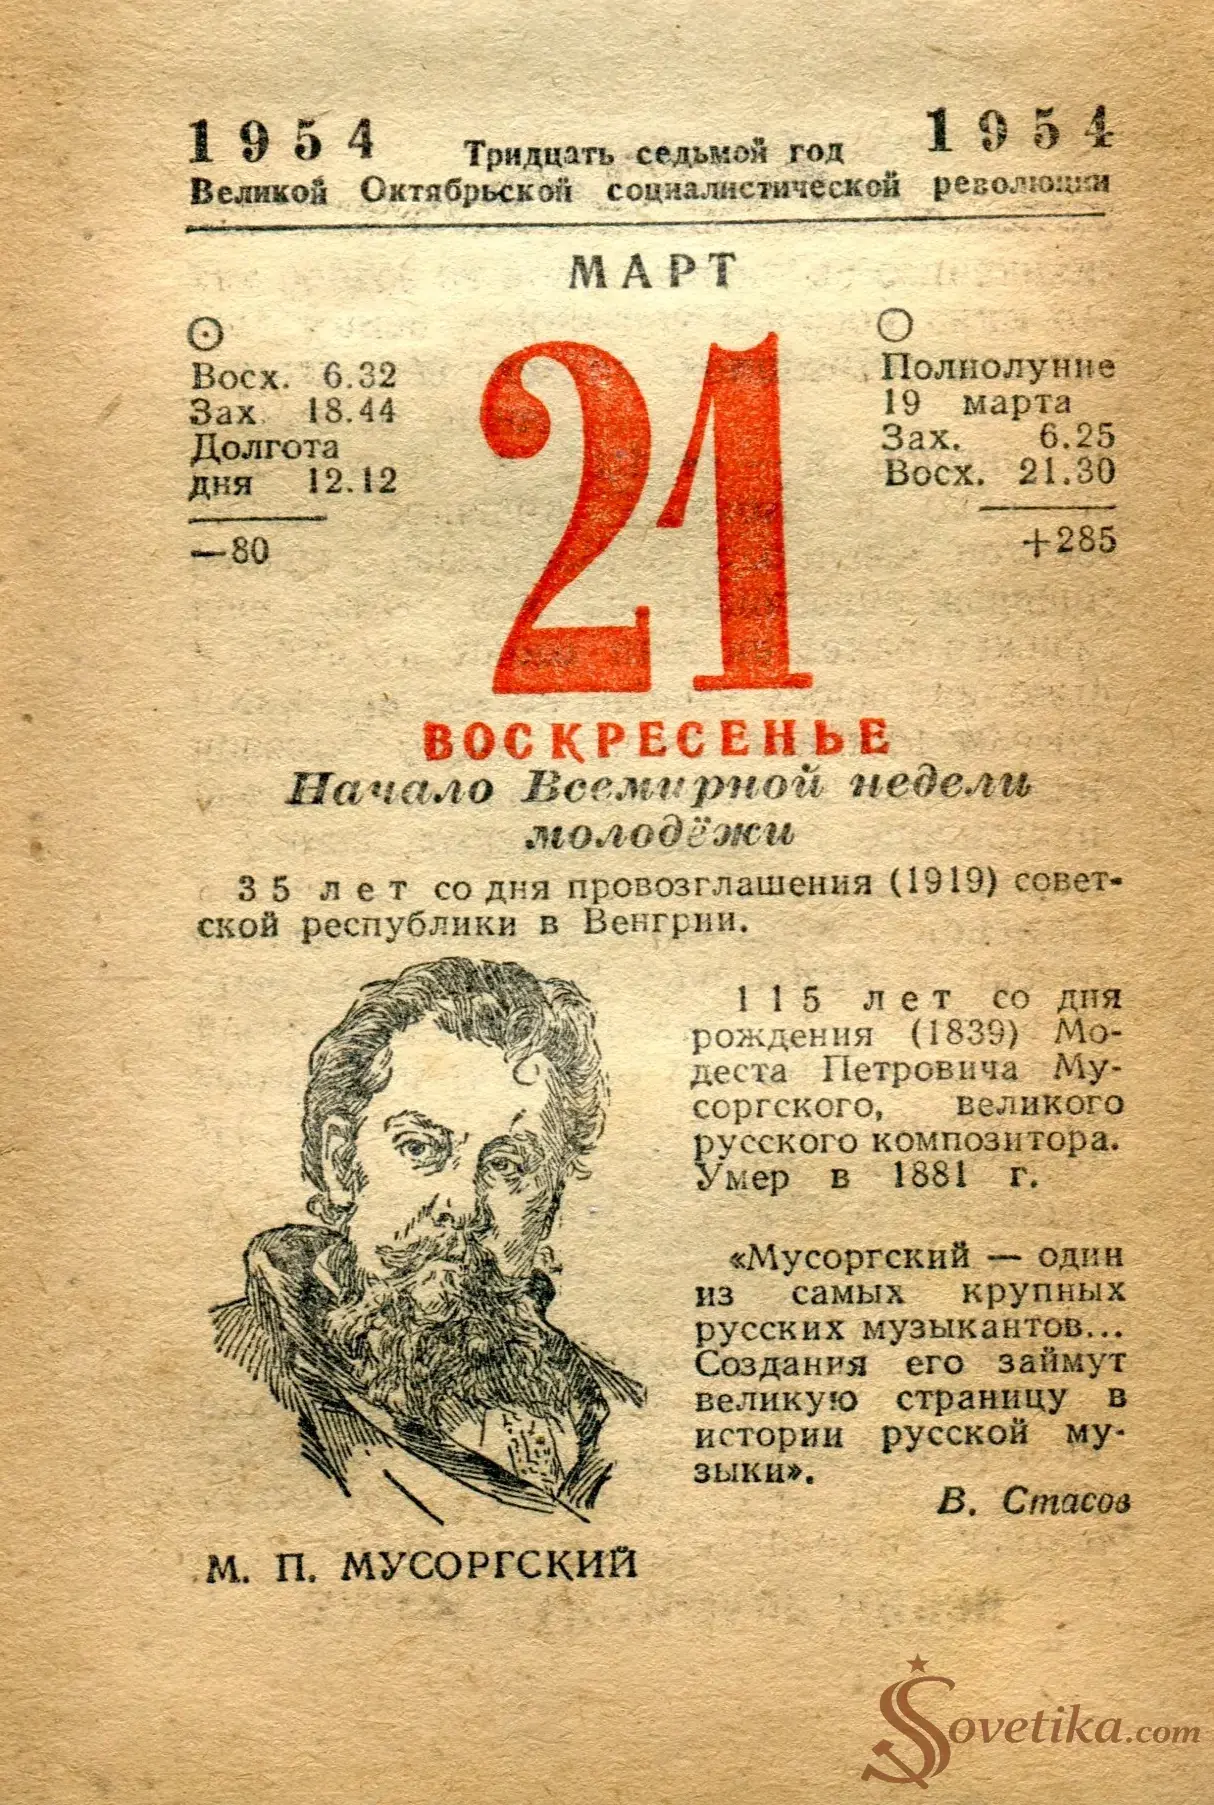 1954 Тридцать седьмой год 1954
Великой Октябрьской социалистической революции
МАРТ
Восх. 6.32
Зах. 18.44
Долгота
дня 12.12
—80
21
Полнолуние
19 марта
Зах. 6.25
Восх. 21.30
+285
ВОСКРЕСЕНЬЕ
Начало Всемирной недели
молодёжи
35 лет со дня провозглашения (1919) совет-
ской республики в Венгрии.
115 лет со дня
рождения (1839) Мо-
деста Петровича Му-
соргского, великого
русского композитора.
Умер в 1881 г.
«Мусоргский — один
из самых крупных
русских музыкантов...
Создания его займут
великую страницу в
истории русской му-
зыки».
В. Стасов
М. П. МУСОРГСКИЙ
Sovetika.com